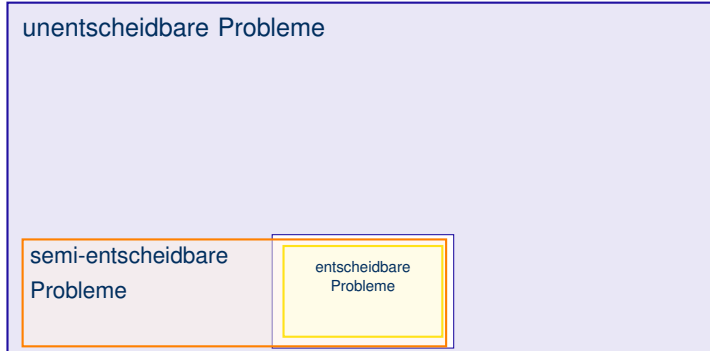 unentscheidbare Probleme
semi-entscheidbare
Probleme
entscheidbare
Probleme